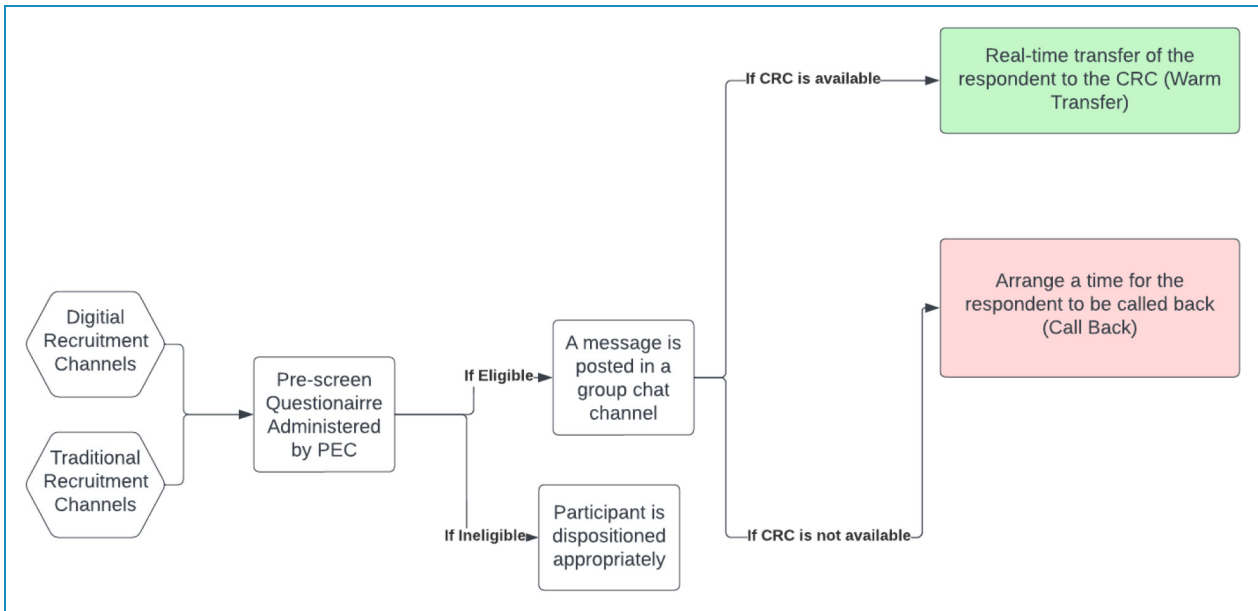 Digitial
Recruitment
Channels
Traditional
Recruitment
Channels
Pre-screen
Questionairre
Administered
by PEC
If Eligible
If Ineligible
A message is
posted in a
group chat
channel
Participant is
dispositioned
appropriately
If CRC is available
If CRC is not available
Real-time transfer of the
respondent to the CRC (Warm
Transfer)
Arrange a time for the
respondent to be called back
(Call Back)